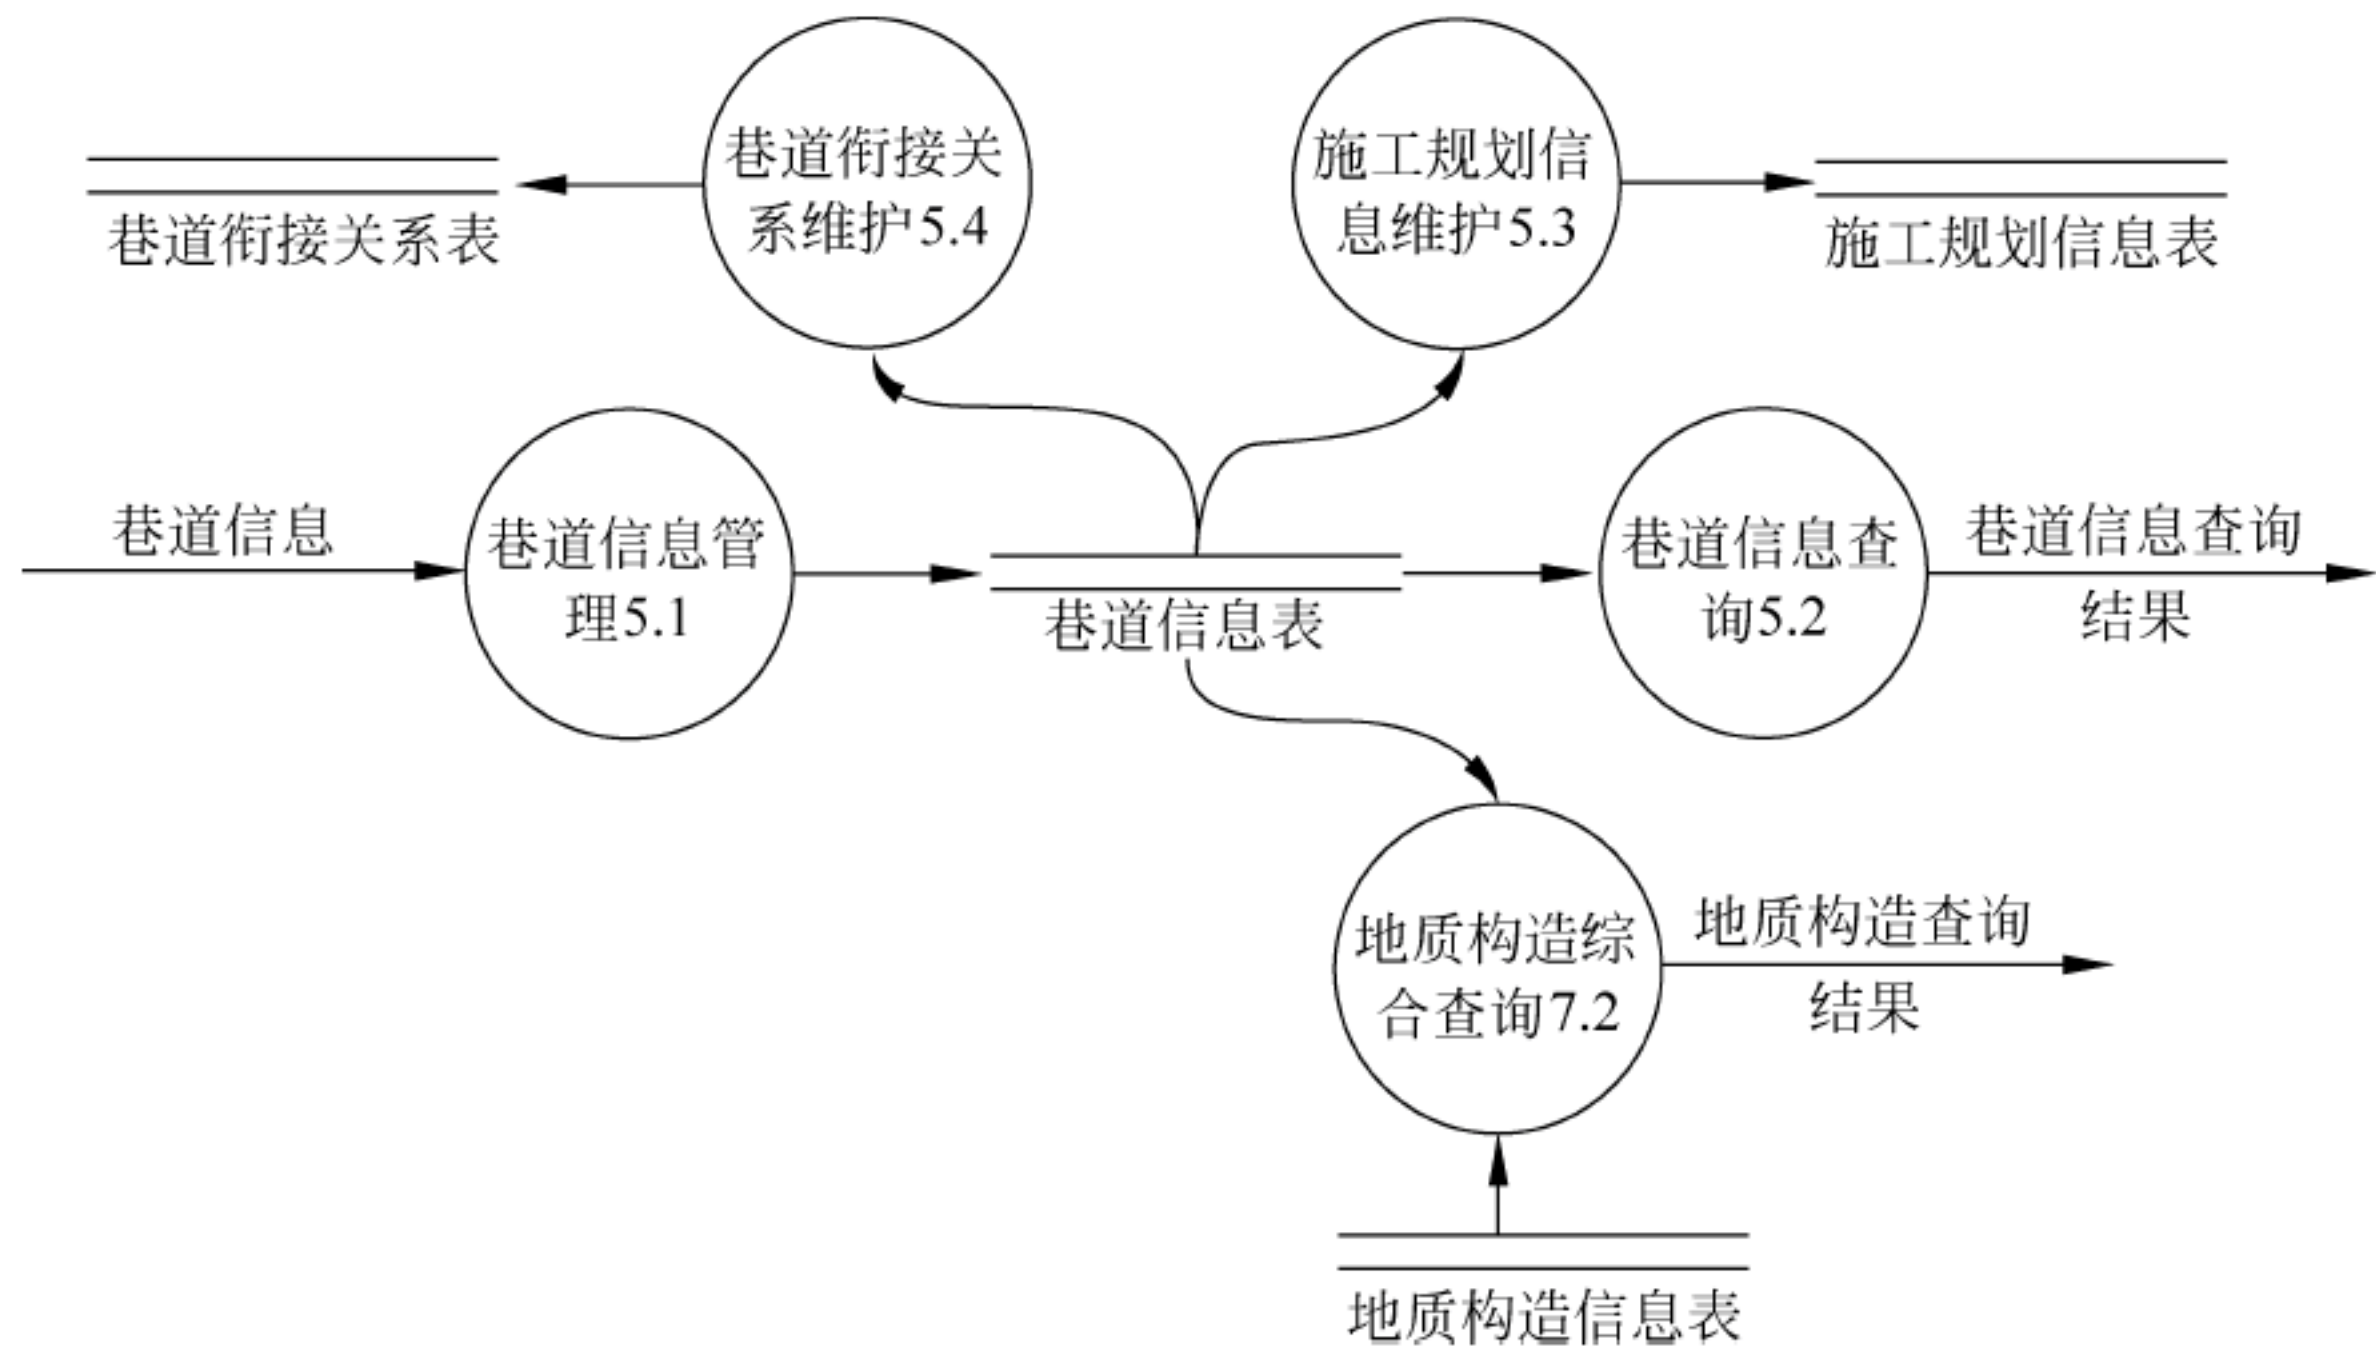 巷道衔接关
系维护5.4
施工规划信
息维护5.3
巷道衔接关系表
施工规划信息表
巷道信息
巷道信息管
理5.1
巷道信息表
巷道信息查
询5.2
巷道信息查询
结果
地质构造综
合查询7.2
地质构造查询
结果
地质构造信息表